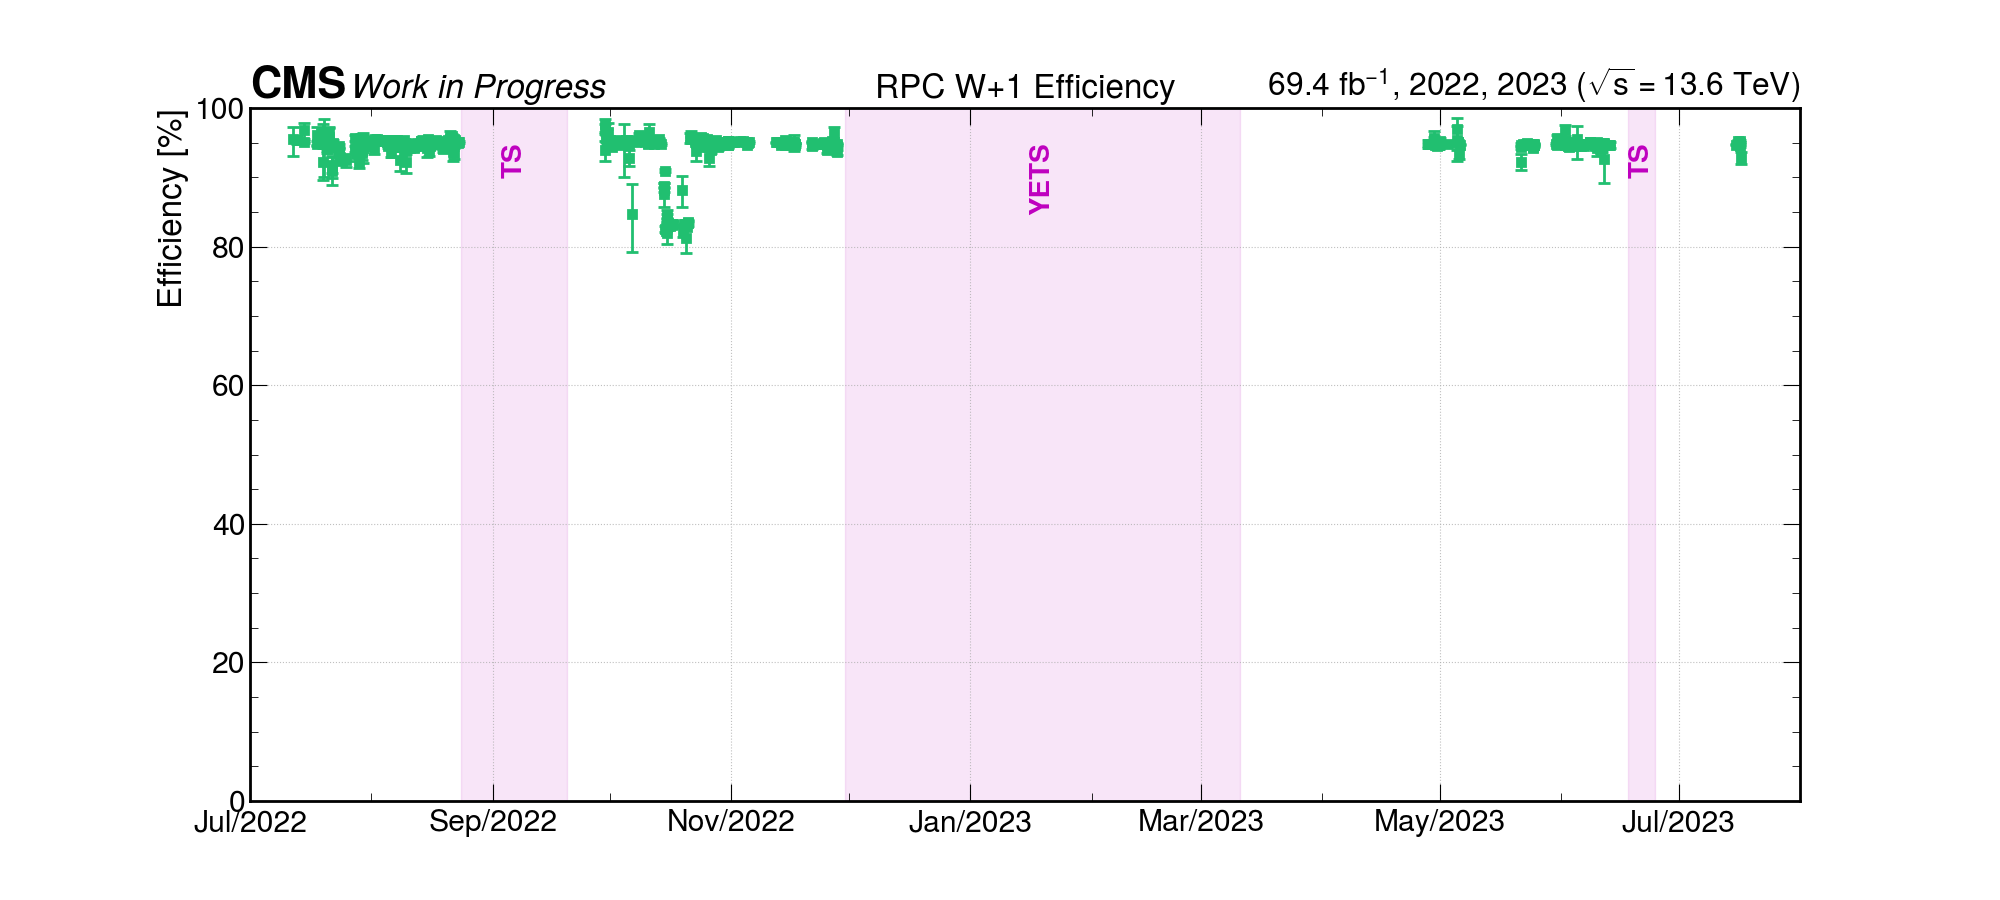 CMS Work in Progress RPC W+1 Efficiency 69.4 fb⁻¹, 2022, 2023 (√s = 13.6 TeV)
Efficiency [%]
100
80
60
40
20
0
TS
YETS
TS
Jul/2022 Sep/2022 Nov/2022 Jan/2023 Mar/2023 May/2023 Jul/2023